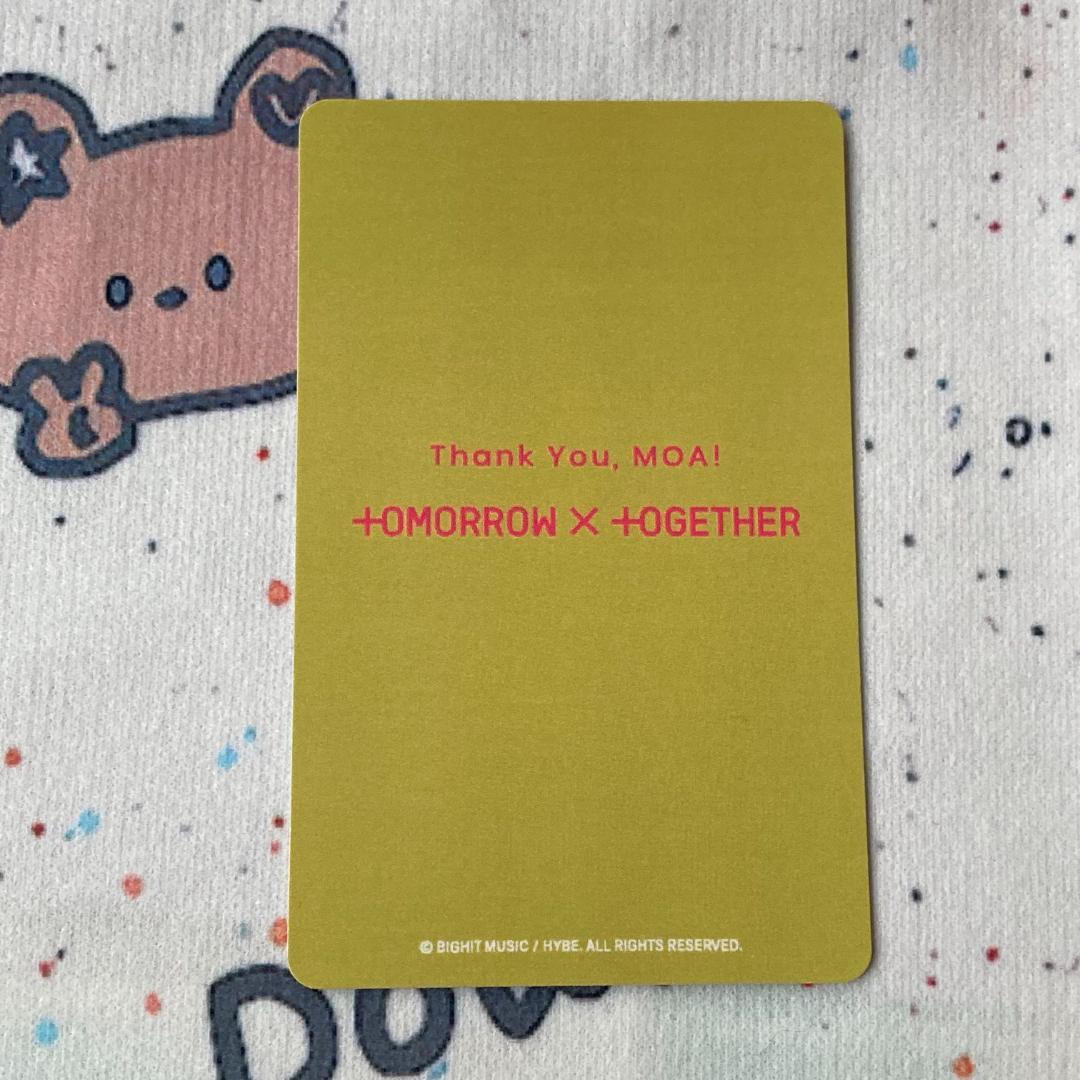 Thank You, MOA!
TOMORROW X TOGETHER
© BIGHIT MUSIC / HYBE. ALL RIGHTS RESERVED.